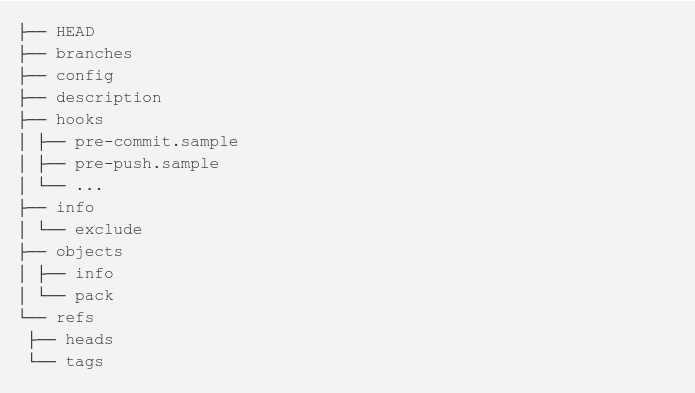 ├── HEAD
├── branches
├── config
├── description
├── hooks
│ ├── pre-commit.sample
│ ├── pre-push.sample
│ └── ...
├── info
│ └── exclude
├── objects
│ ├── info
│ └── pack
└── refs
 ├── heads
 └── tags